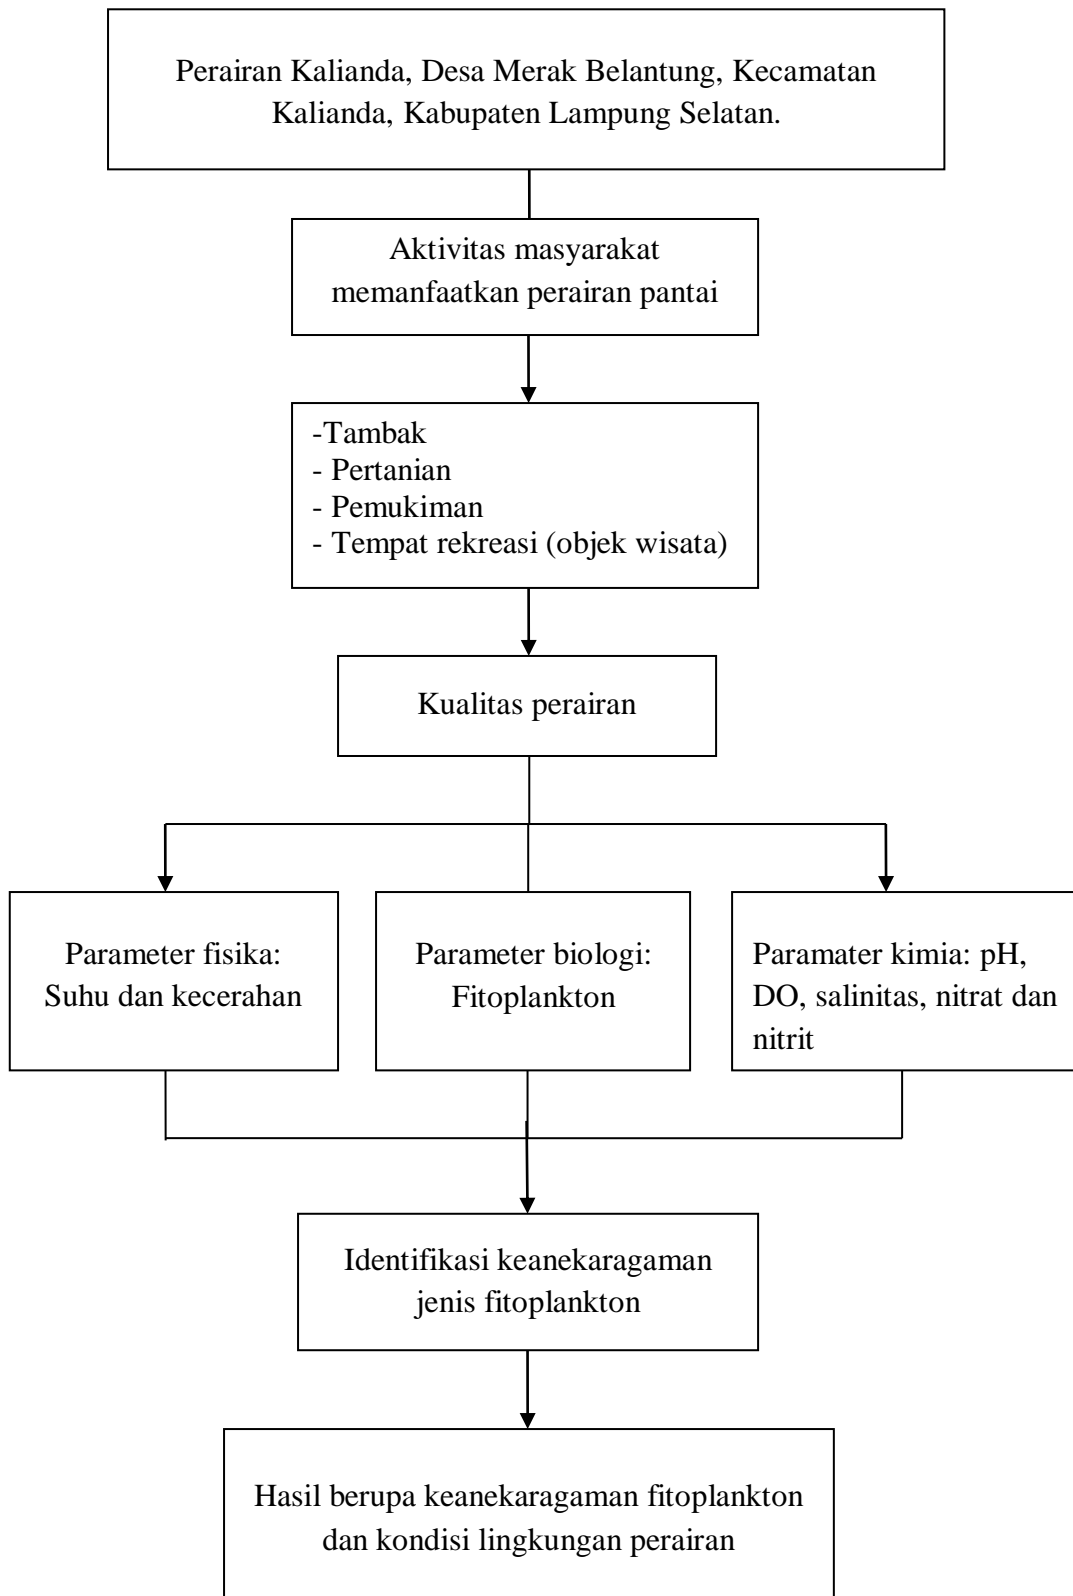 Perairan Kalianda, Desa Merak Belantung, Kecamatan
Kalianda, Kabupaten Lampung Selatan.
Aktivitas masyarakat
memanfaatkan perairan pantai
-Tambak
- Pertanian
- Pemukiman
- Tempat rekreasi (objek wisata)
Kualitas perairan
Parameter fisika:
Suhu dan kecerahan
Parameter biologi:
Fitoplankton
Paramater kimia: pH,
DO, salinitas, nitrat dan
nitrit
Identifikasi keanekaragaman
jenis fitoplankton
Hasil berupa keanekaragaman fitoplankton
dan kondisi lingkungan perairan